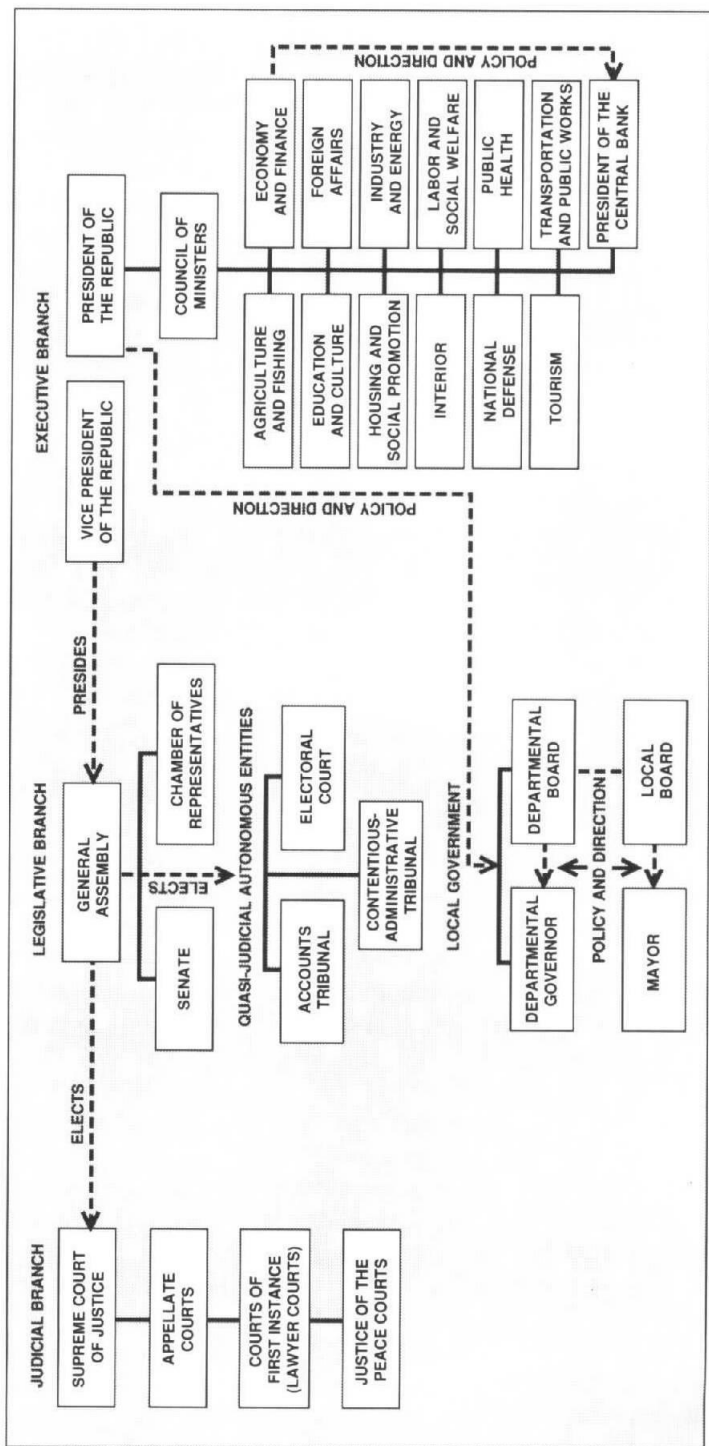 JUDICIAL BRANCH
SUPREME COURT
OF JUSTICE
APPELLATE
COURTS
COURTS OF
FIRST INSTANCE
(LAWYER COURTS)
JUSTICE OF THE
PEACE COURTS
ELECTS
LEGISLATIVE BRANCH
GENERAL
ASSEMBLY
SENATE
CHAMBER OF
REPRESENTATIVES
ELECTS
QUASI-JUDICIAL AUTONOMOUS ENTITIES
ACCOUNTS
TRIBUNAL
ELECTORAL
COURT
CONTENTIOUS-
ADMINISTRATIVE
TRIBUNAL
LOCAL GOVERNMENT
DEPARTMENTAL
GOVERNOR
DEPARTMENTAL
BOARD
POLICY AND DIRECTION
MAYOR
LOCAL
BOARD
PRESIDES
EXECUTIVE BRANCH
VICE PRESIDENT
OF THE REPUBLIC
PRESIDENT OF
THE REPUBLIC
POLICY AND DIRECTION
COUNCIL OF
MINISTERS
AGRICULTURE
AND FISHING
ECONOMY
AND FINANCE
EDUCATION
AND CULTURE
FOREIGN
AFFAIRS
HOUSING AND
SOCIAL PROMOTION
INDUSTRY
AND ENERGY
INTERIOR
LABOR AND
SOCIAL WELFARE
NATIONAL
DEFENSE
PUBLIC
HEALTH
TOURISM
TRANSPORTATION
AND PUBLIC WORKS
PRESIDENT OF THE
CENTRAL BANK
POLICY AND DIRECTION